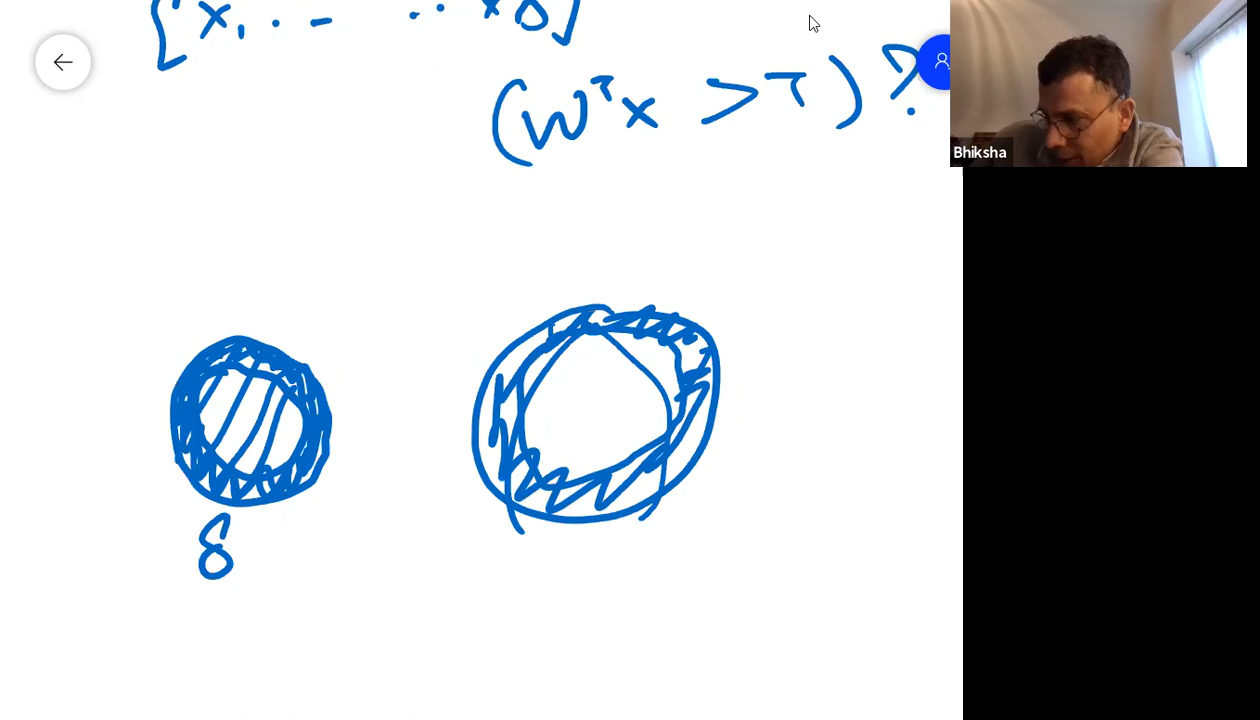 [x, . . – . . . x8]
(Wᵀx > T) ?
Bhiksha
8